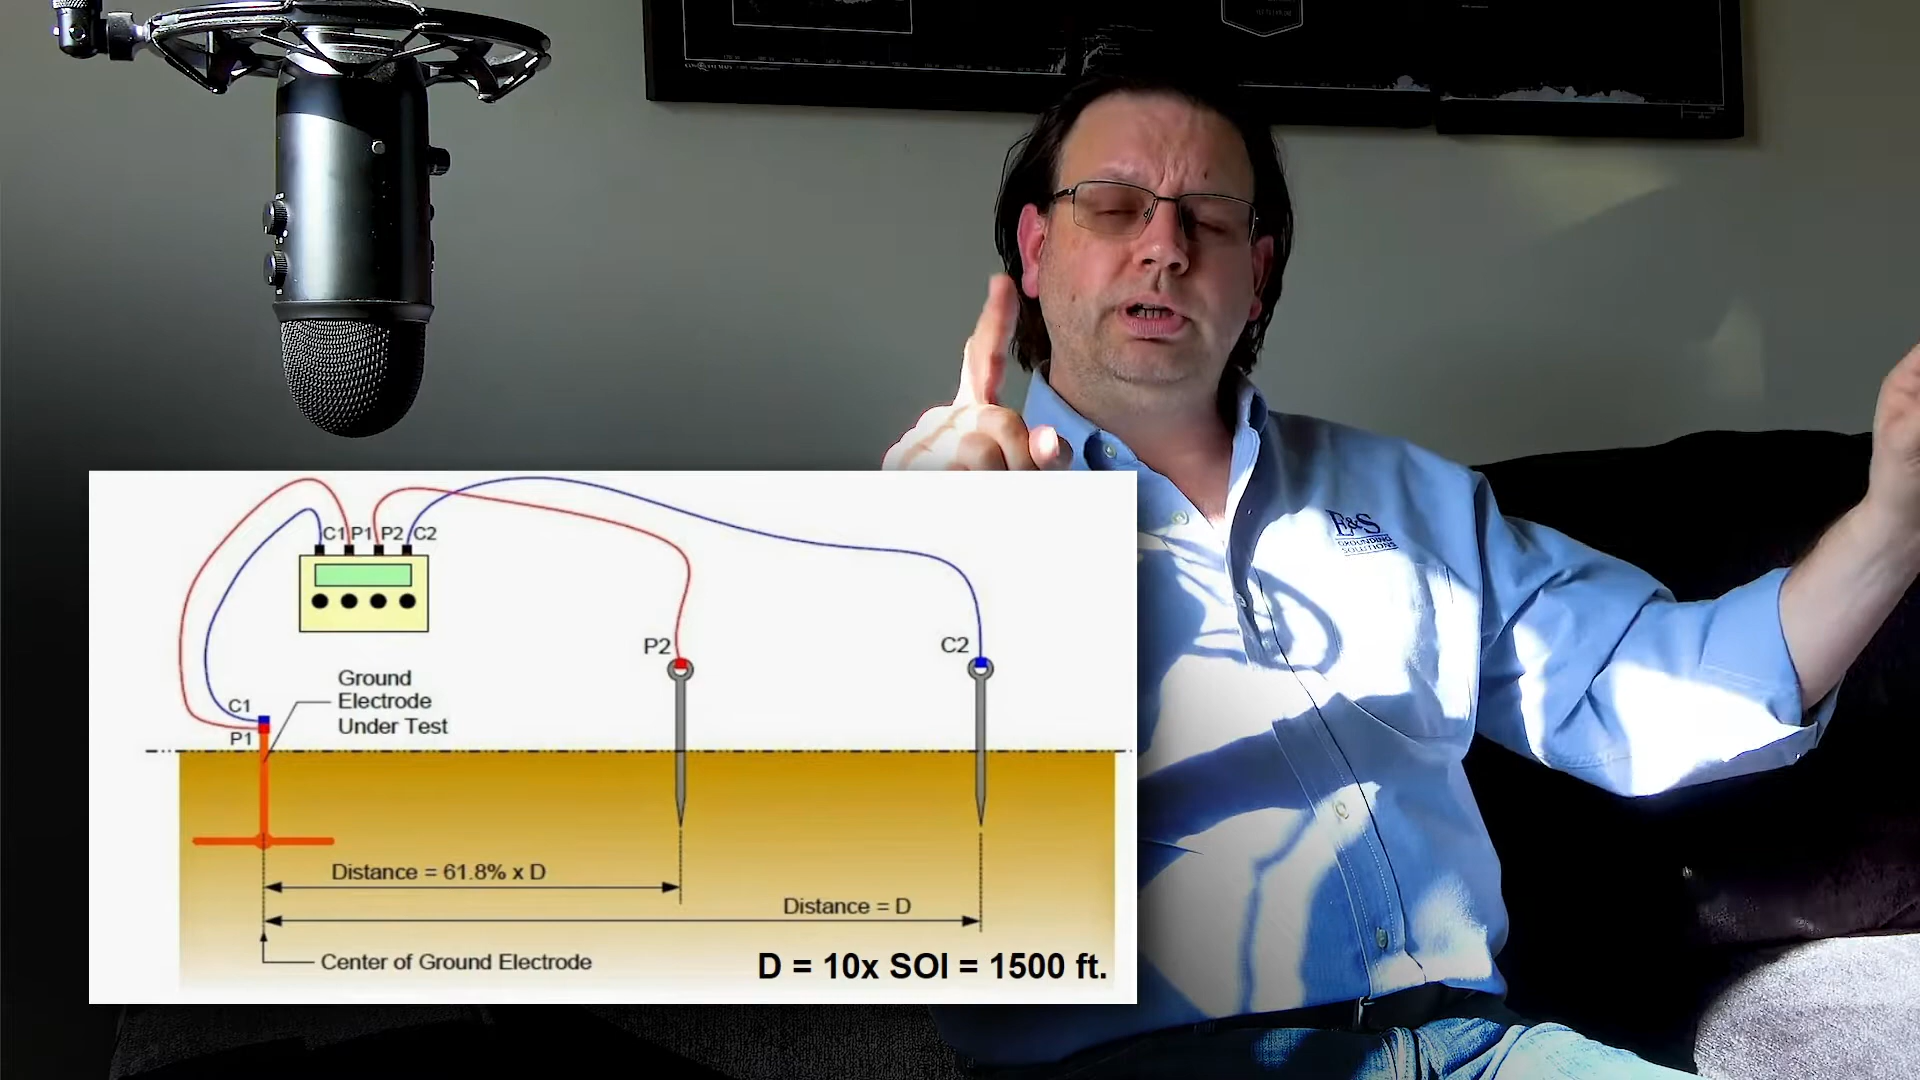 C1 P1 P2 C2
P2
C2
Ground
Electrode
Under Test
C1
P1
Distance = 61.8% x D
Distance = D
Center of Ground Electrode
D = 10x SOI = 1500 ft.
E&S
GROUNDING
SOLUTIONS